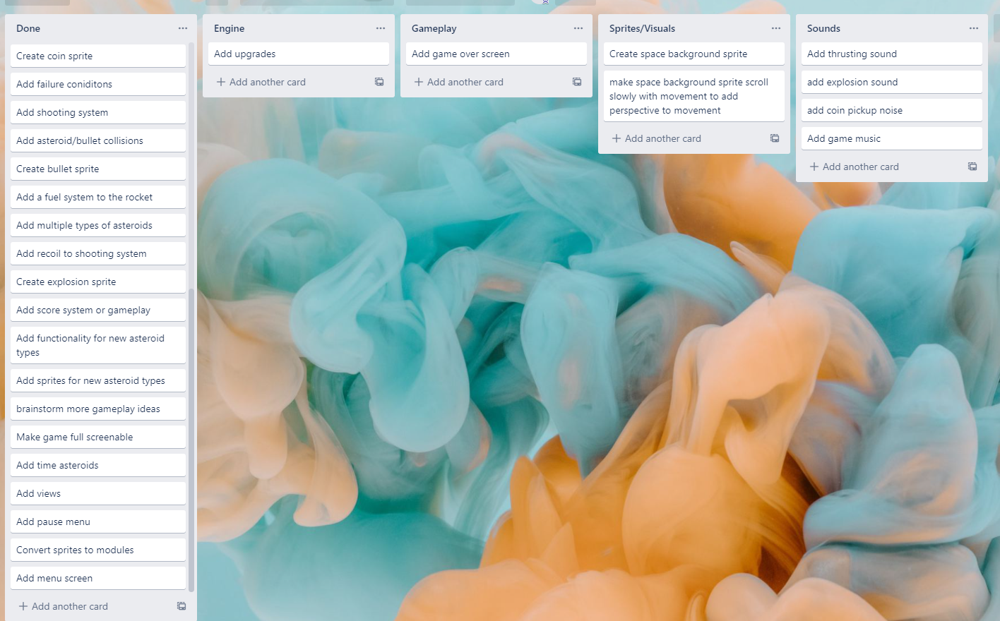 Done
Create coin sprite
Add failure coniditons
Add shooting system
Add asteroid/bullet collisions
Create bullet sprite
Add a fuel system to the rocket
Add multiple types of asteroids
Add recoil to shooting system
Create explosion sprite
Add score system or gameplay
Add functionality for new asteroid
types
Add sprites for new asteroid types
brainstorm more gameplay ideas
Make game full screenable
Add time asteroids
Add views
Add pause menu
Convert sprites to modules
Add menu screen
Add another card
Engine
Add upgrades
Add another card
Gameplay
Add game over screen
Add another card
Sprites/Visuals
Create space background sprite
make space background sprite scroll
slowly with movement to add
perspective to movement
Add another card
Sounds
Add thrusting sound
add explosion sound
add coin pickup noise
Add game music
Add another card